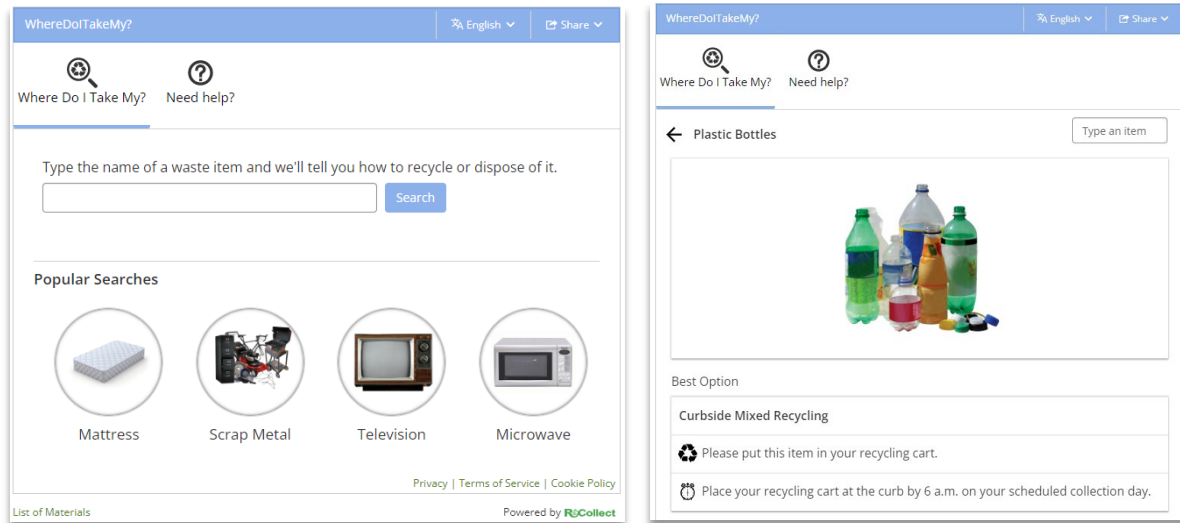 WhereDoITakeMy?
English
Share
Where Do I Take My?
Need help?
Type the name of a waste item and we'll tell you how to recycle or dispose of it.
Search
Popular Searches
Mattress
Scrap Metal
Television
Microwave
Privacy | Terms of Service | Cookie Policy
List of Materials
Powered by ReCollect
WhereDoITakeMy?
English
Share
Where Do I Take My?
Need help?
Plastic Bottles
Type an item
Best Option
Curbside Mixed Recycling
Please put this item in your recycling cart.
Place your recycling cart at the curb by 6 a.m. on your scheduled collection day.